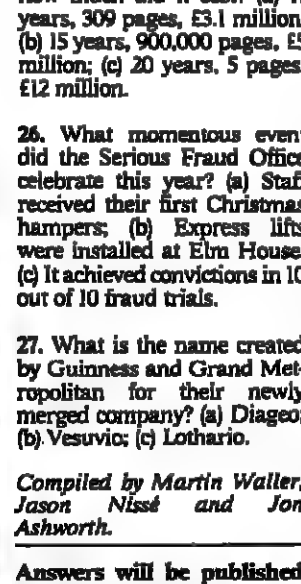 years, 309 pages, £3.1 million
(b) 15 years, 900,000 pages, £5
million; (c) 20 years, 5 pages
£12 million.
26. What momentous even
did the Serious Fraud Office
celebrate this year? (a) Staf
received their first Christmas
hampers; (b) Express lifts
were installed at Elm House
(c) It achieved convictions in 10
out of 10 fraud trials.
27. What is the name created
by Guinness and Grand Met-
ropolitan for their newly
merged company? (a) Diageo;
(b) Vesuvio; (c) Lothario.
Compiled by Martin Waller,
Jason Nissé and Jon
Ashworth.
Answers will be published